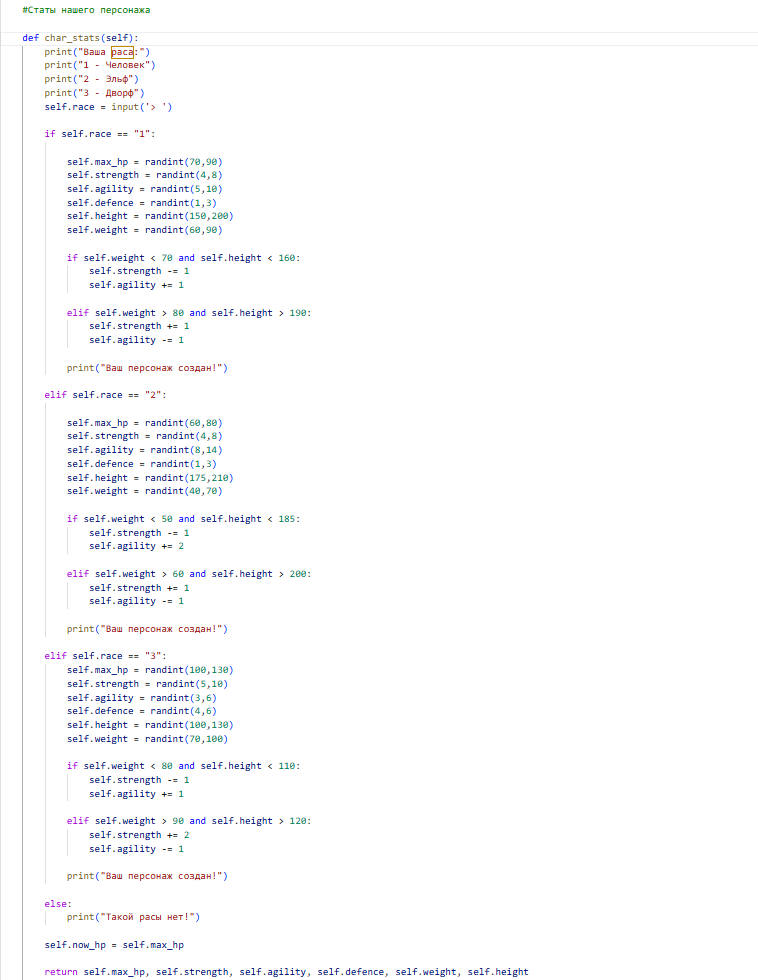 #Статы нашего персонажа
def char_stats(self):
print("Ваша раса:")
print("1 - Человек")
print("2 - Эльф")
print("3 - Дворф")
self.race = input('> ')
if self.race == "1":
self.max_hp = randint(70,90)
self.strength = randint(4,8)
self.agility = randint(5,10)
self.defence = randint(1,3)
self.height = randint(150,200)
self.weight = randint(60,90)
if self.weight < 70 and self.height < 160:
self.strength -= 1
self.agility += 1
elif self.weight > 80 and self.height > 190:
self.strength += 1
self.agility -= 1
print("Ваш персонаж создан!")
elif self.race == "2":
self.max_hp = randint(60,80)
self.strength = randint(4,8)
self.agility = randint(8,14)
self.defence = randint(1,3)
self.height = randint(175,210)
self.weight = randint(40,70)
if self.weight < 50 and self.height < 185:
self.strength -= 1
self.agility += 2
elif self.weight > 60 and self.height > 200:
self.strength += 1
self.agility -= 1
print("Ваш персонаж создан!")
elif self.race == "3":
self.max_hp = randint(100,130)
self.strength = randint(5,10)
self.agility = randint(3,6)
self.defence = randint(4,6)
self.height = randint(100,130)
self.weight = randint(70,100)
if self.weight < 80 and self.height < 110:
self.strength -= 1
self.agility += 1
elif self.weight > 90 and self.height > 120:
self.strength += 2
self.agility -= 1
print("Ваш персонаж создан!")
else:
print("Такой расы нет!")
self.now_hp = self.max_hp
return self.max_hp, self.strength, self.agility, self.defence, self.weight, self.height